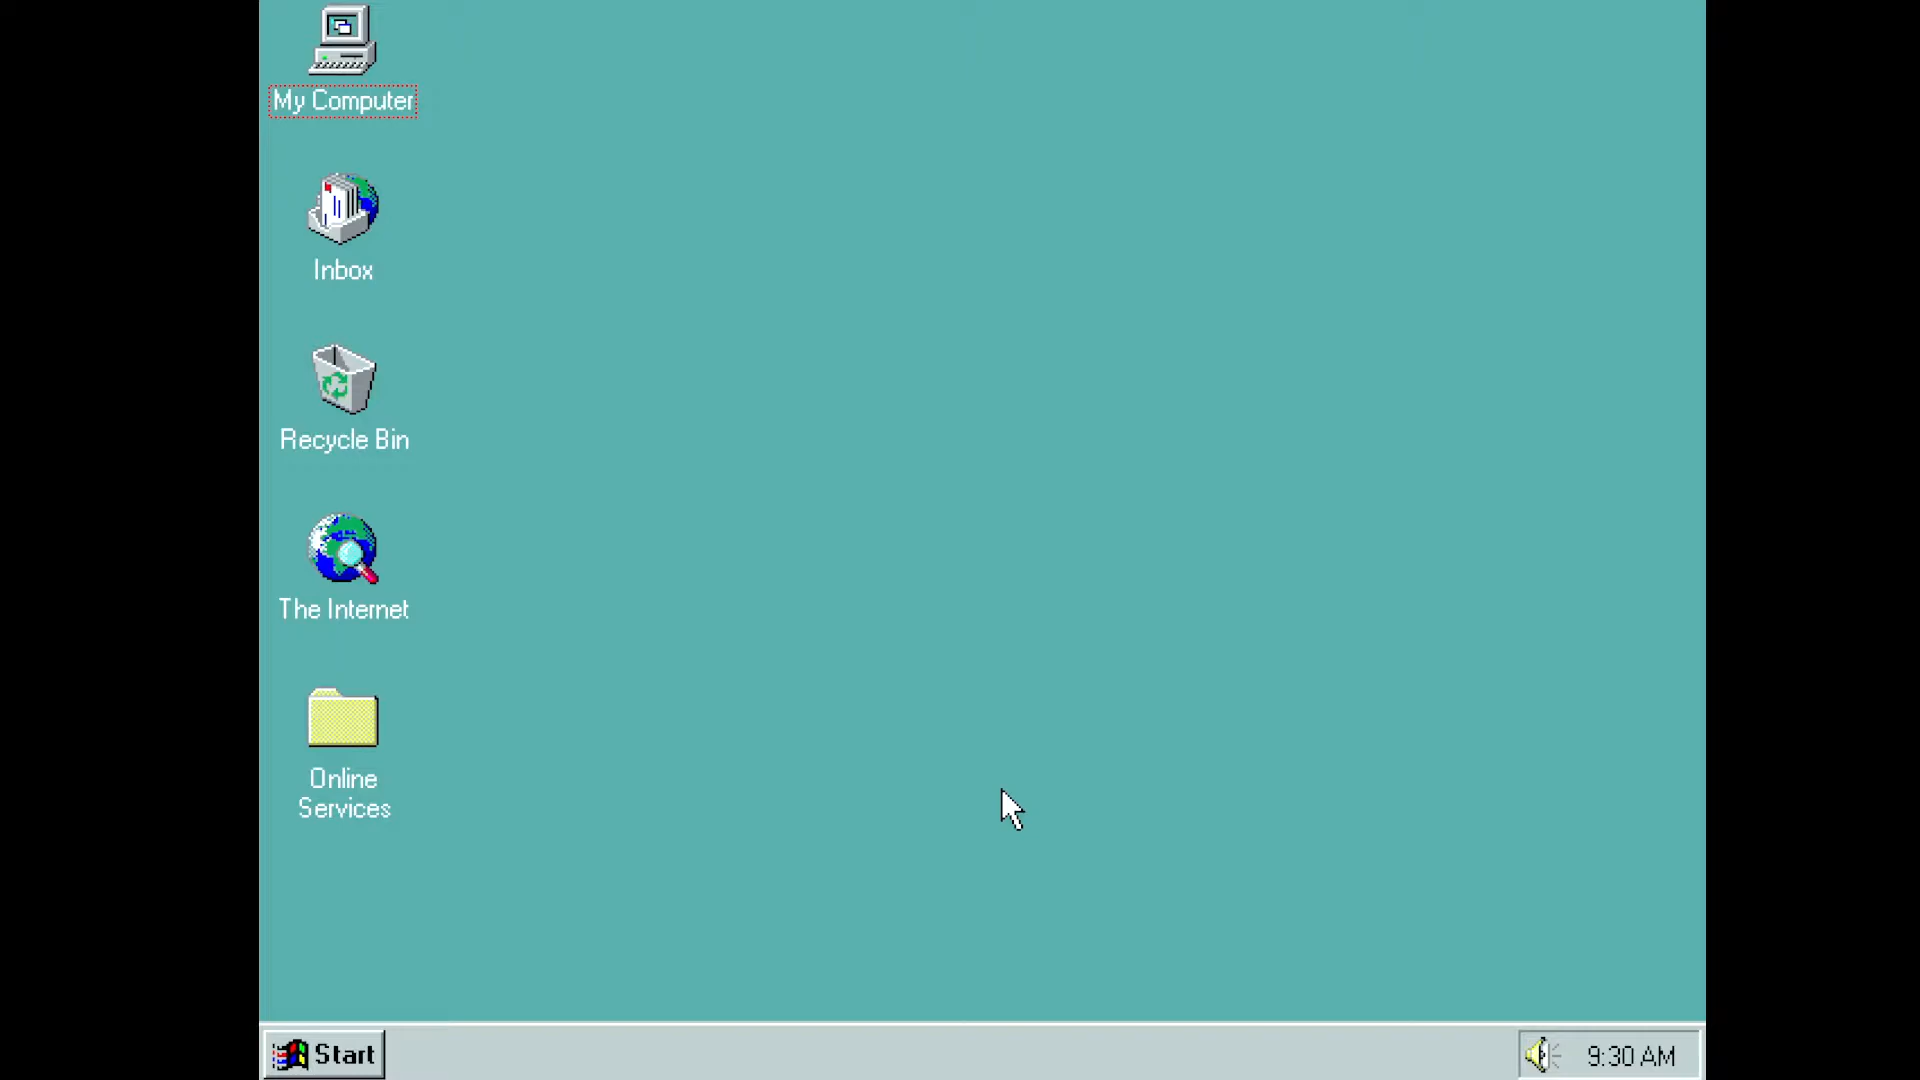 My Computer
Inbox
Recycle Bin
The Internet
Online
Services
Start
9:30 AM